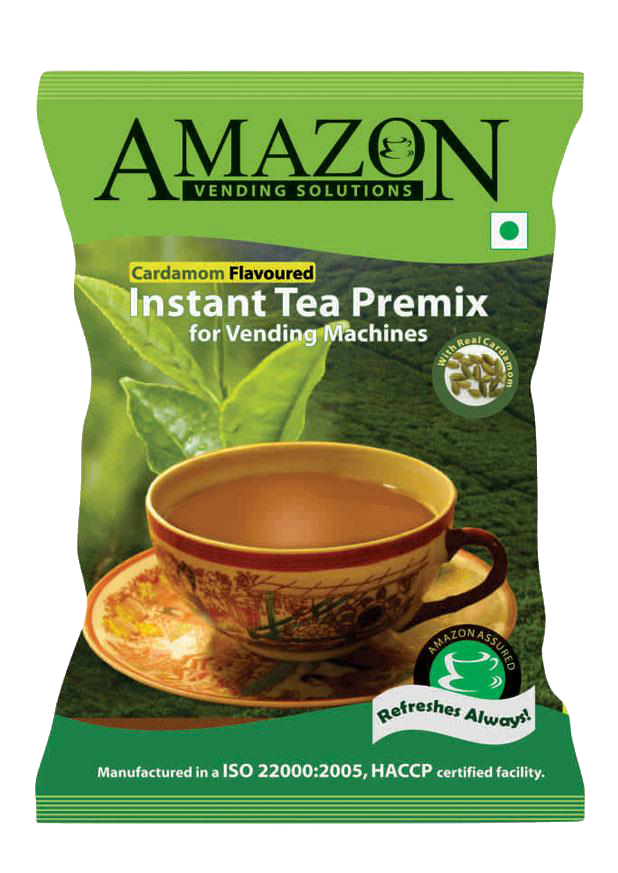 AMAZON
VENDING SOLUTIONS
Cardamom Flavoured
Instant Tea Premix
for Vending Machines
With Real Cardamom
AMAZON ASSURED
Refreshes Always!
Manufactured in a ISO 22000:2005, HACCP certified facility.